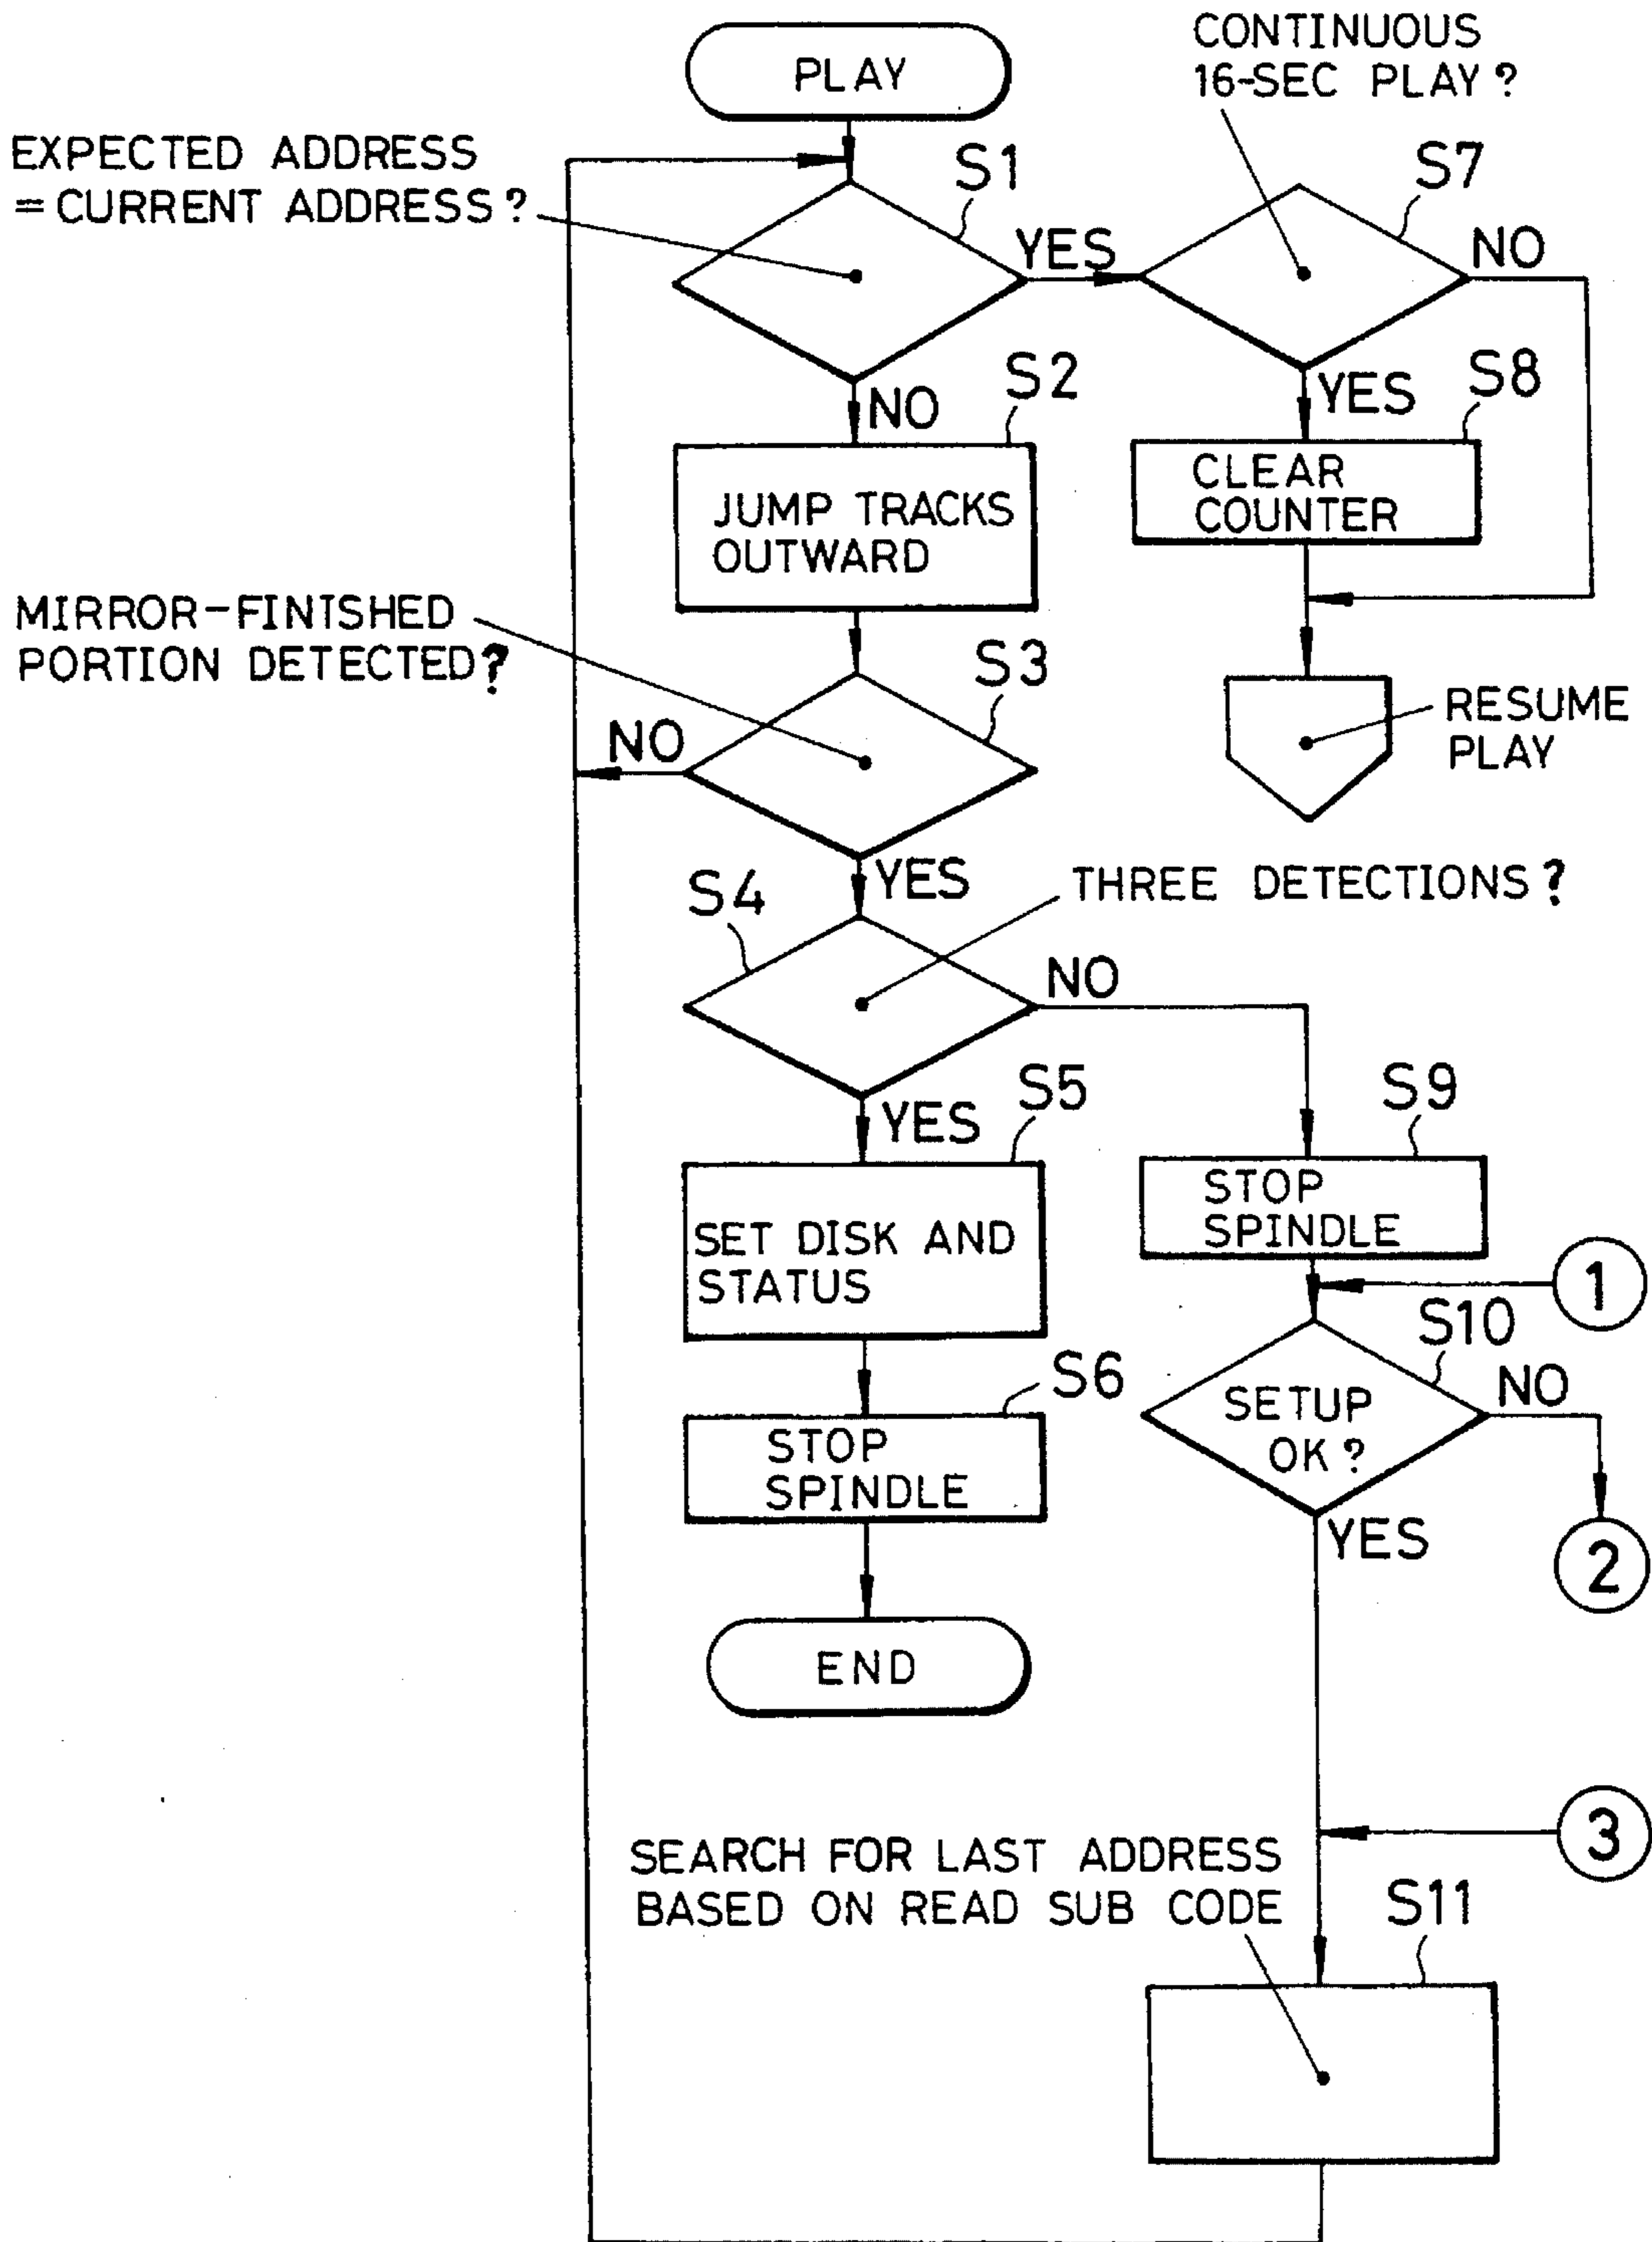 PLAY
CONTINUOUS
16-SEC PLAY?
EXPECTED ADDRESS
= CURRENT ADDRESS?
S1
YES
S7
NO
NO
S2
YES
S8
JUMP TRACKS
OUTWARD
CLEAR
COUNTER
MIRROR-FINISHED
PORTION DETECTED?
S3
NO
RESUME
PLAY
YES
S4
THREE DETECTIONS?
NO
YES
S5
S9
SET DISK AND
STATUS
STOP
SPINDLE
1
S10
SETUP
OK?
NO
S6
STOP
SPINDLE
YES
2
END
3
SEARCH FOR LAST ADDRESS
BASED ON READ SUB CODE
S11